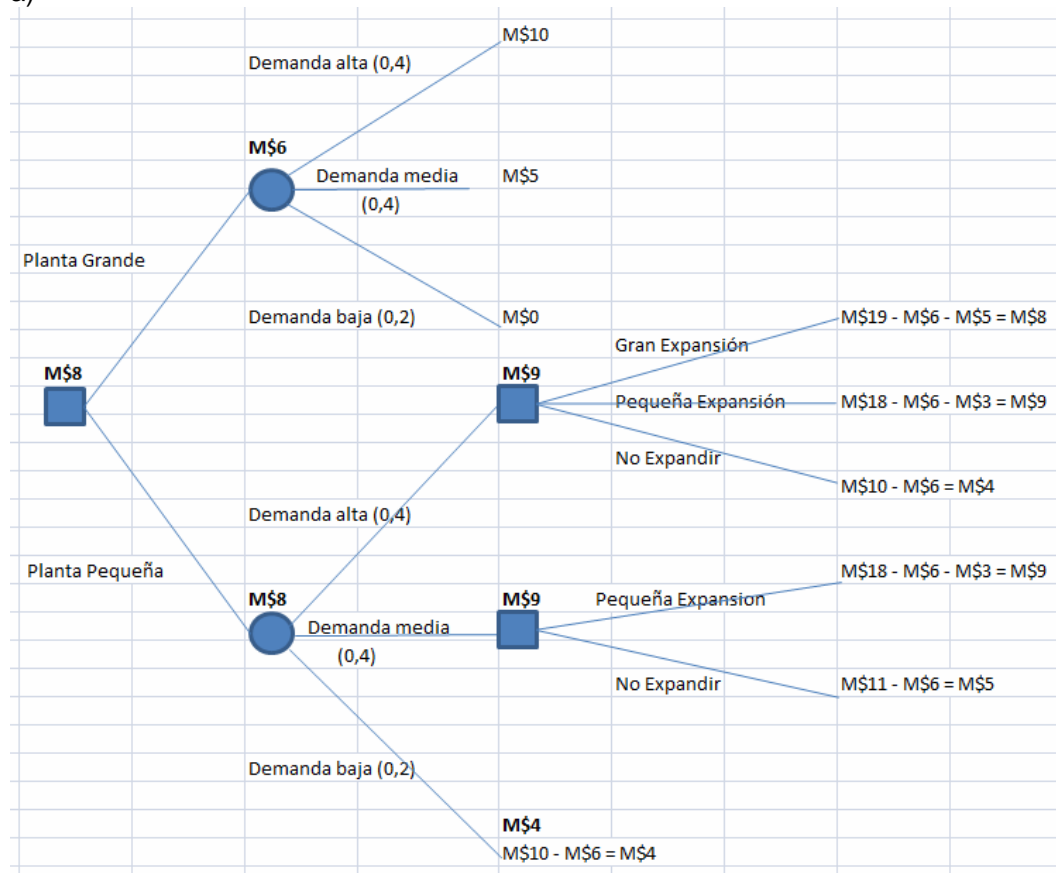 a)
M$10
Demanda alta (0,4)
M$6
Demanda media
M$5
(0,4)
Planta Grande
Demanda baja (0,2)
M$0
M$19 - M$6 - M$5 = M$8
Gran Expansión
M$8
M$9
Pequeña Expansión
M$18 - M$6 - M$3 = M$9
No Expandir
M$10 - M$6 = M$4
Demanda alta (0,4)
Planta Pequeña
M$18 - M$6 - M$3 = M$9
M$8
M$9
Pequeña Expansion
Demanda media
(0,4)
No Expandir
M$11 - M$6 = M$5
Demanda baja (0,2)
M$4
M$10 - M$6 = M$4